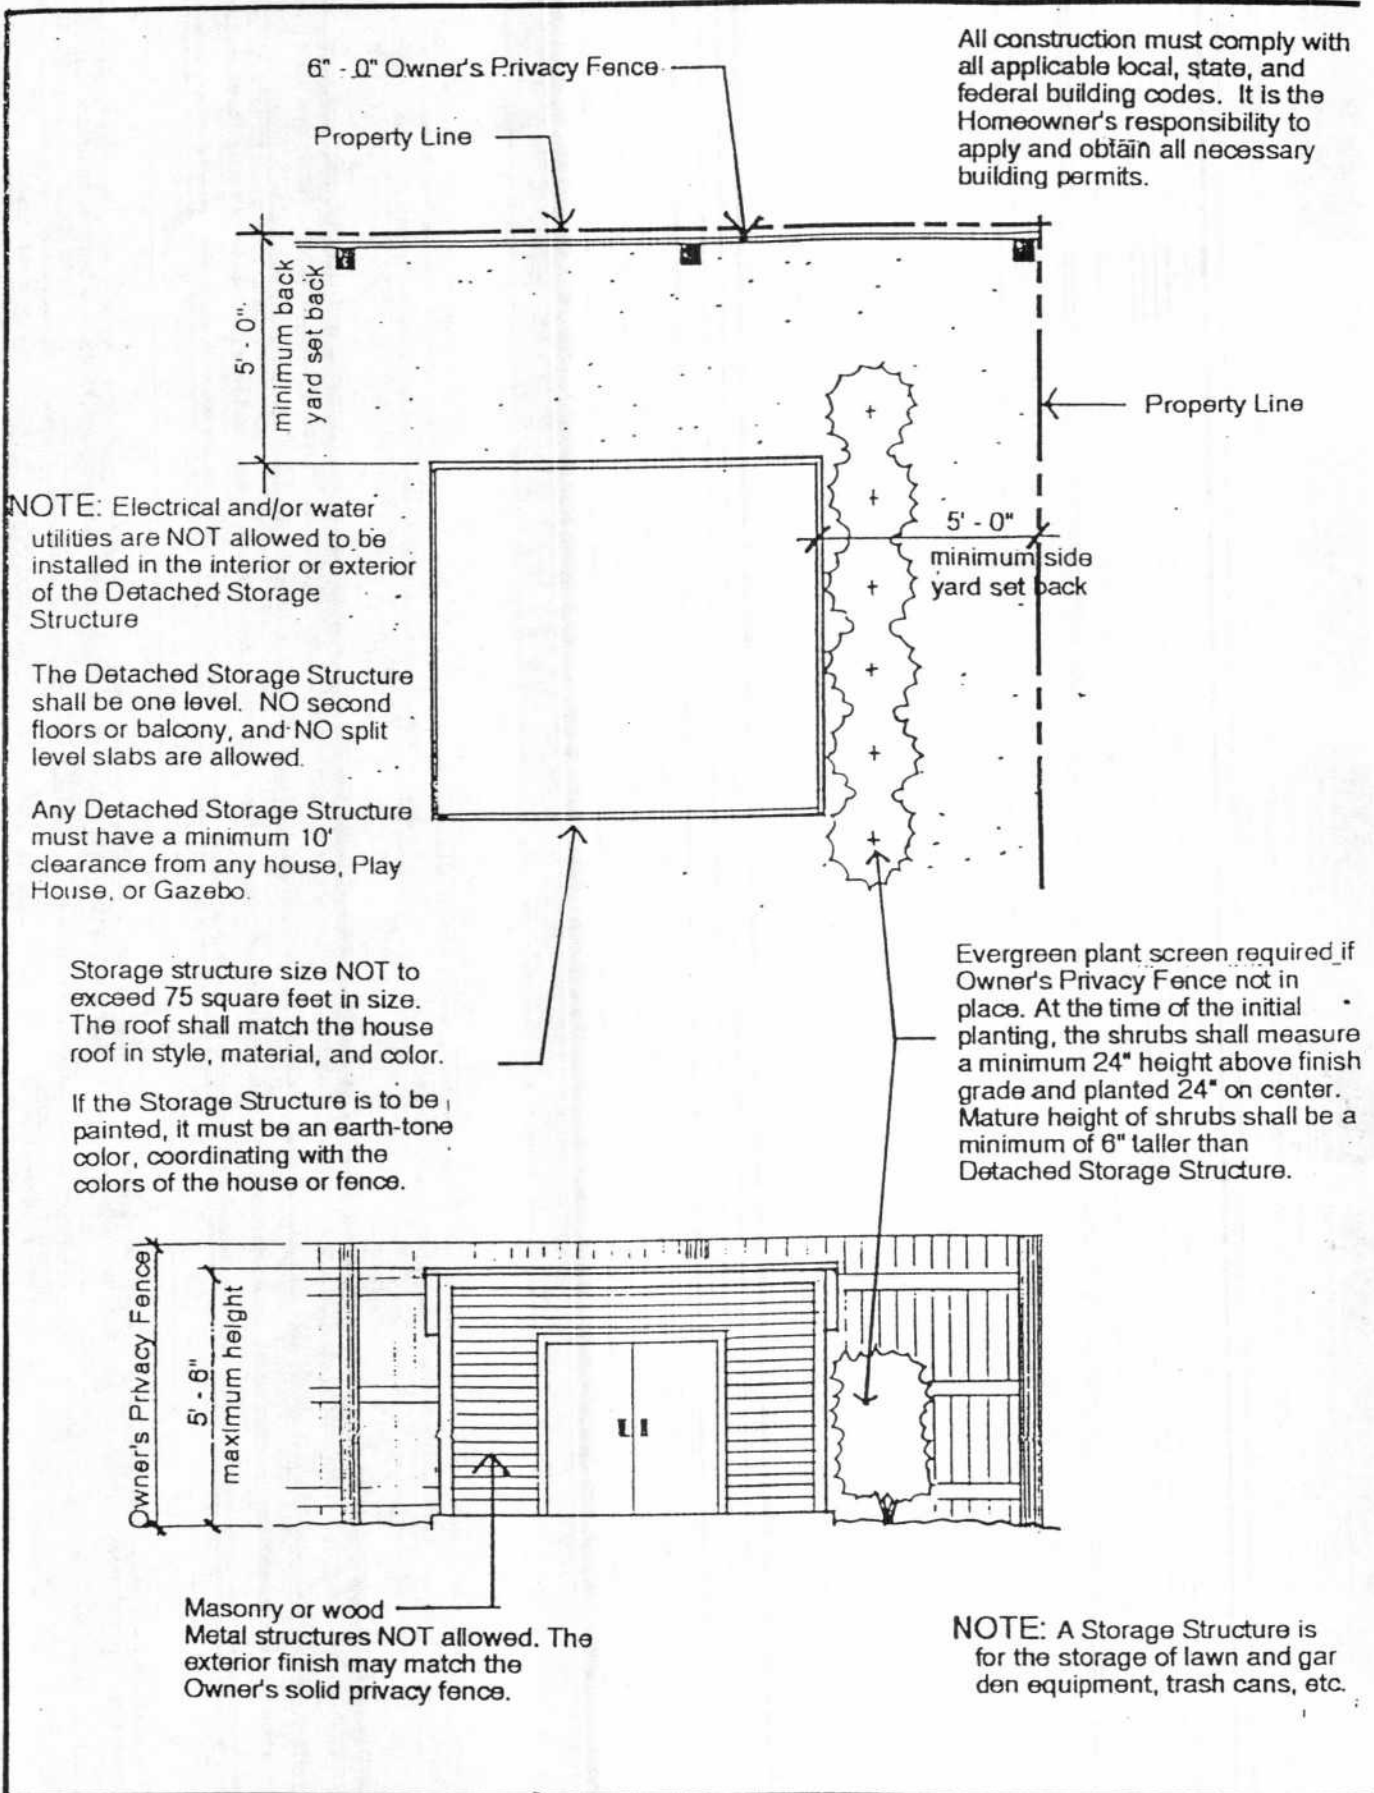 All construction must comply with
all applicable local, state, and
federal building codes. It is the
Homeowner's responsibility to
apply and obtain all necessary
building permits.
6" - 0" Owner's Privacy Fence
Property Line
5' - 0"
minimum back
yard set back
Property Line
5' - 0"
minimum side
yard set back
NOTE: Electrical and/or water
utilities are NOT allowed to be
installed in the interior or exterior
of the Detached Storage
Structure
The Detached Storage Structure
shall be one level. NO second
floors or balcony, and NO split
level slabs are allowed.
Any Detached Storage Structure
must have a minimum 10'
clearance from any house, Play
House, or Gazebo.
Storage structure size NOT to
exceed 75 square feet in size.
The roof shall match the house
roof in style, material, and color.
If the Storage Structure is to be
painted, it must be an earth-tone
color, coordinating with the
colors of the house or fence.
Evergreen plant screen required if
Owner's Privacy Fence not in
place. At the time of the initial
planting, the shrubs shall measure
a minimum 24" height above finish
grade and planted 24" on center.
Mature height of shrubs shall be a
minimum of 6" taller than
Detached Storage Structure.
Owner's Privacy Fence
5' - 6"
maximum height
Masonry or wood
Metal structures NOT allowed. The
exterior finish may match the
Owner's solid privacy fence.
NOTE: A Storage Structure is
for the storage of lawn and gar
den equipment, trash cans, etc.